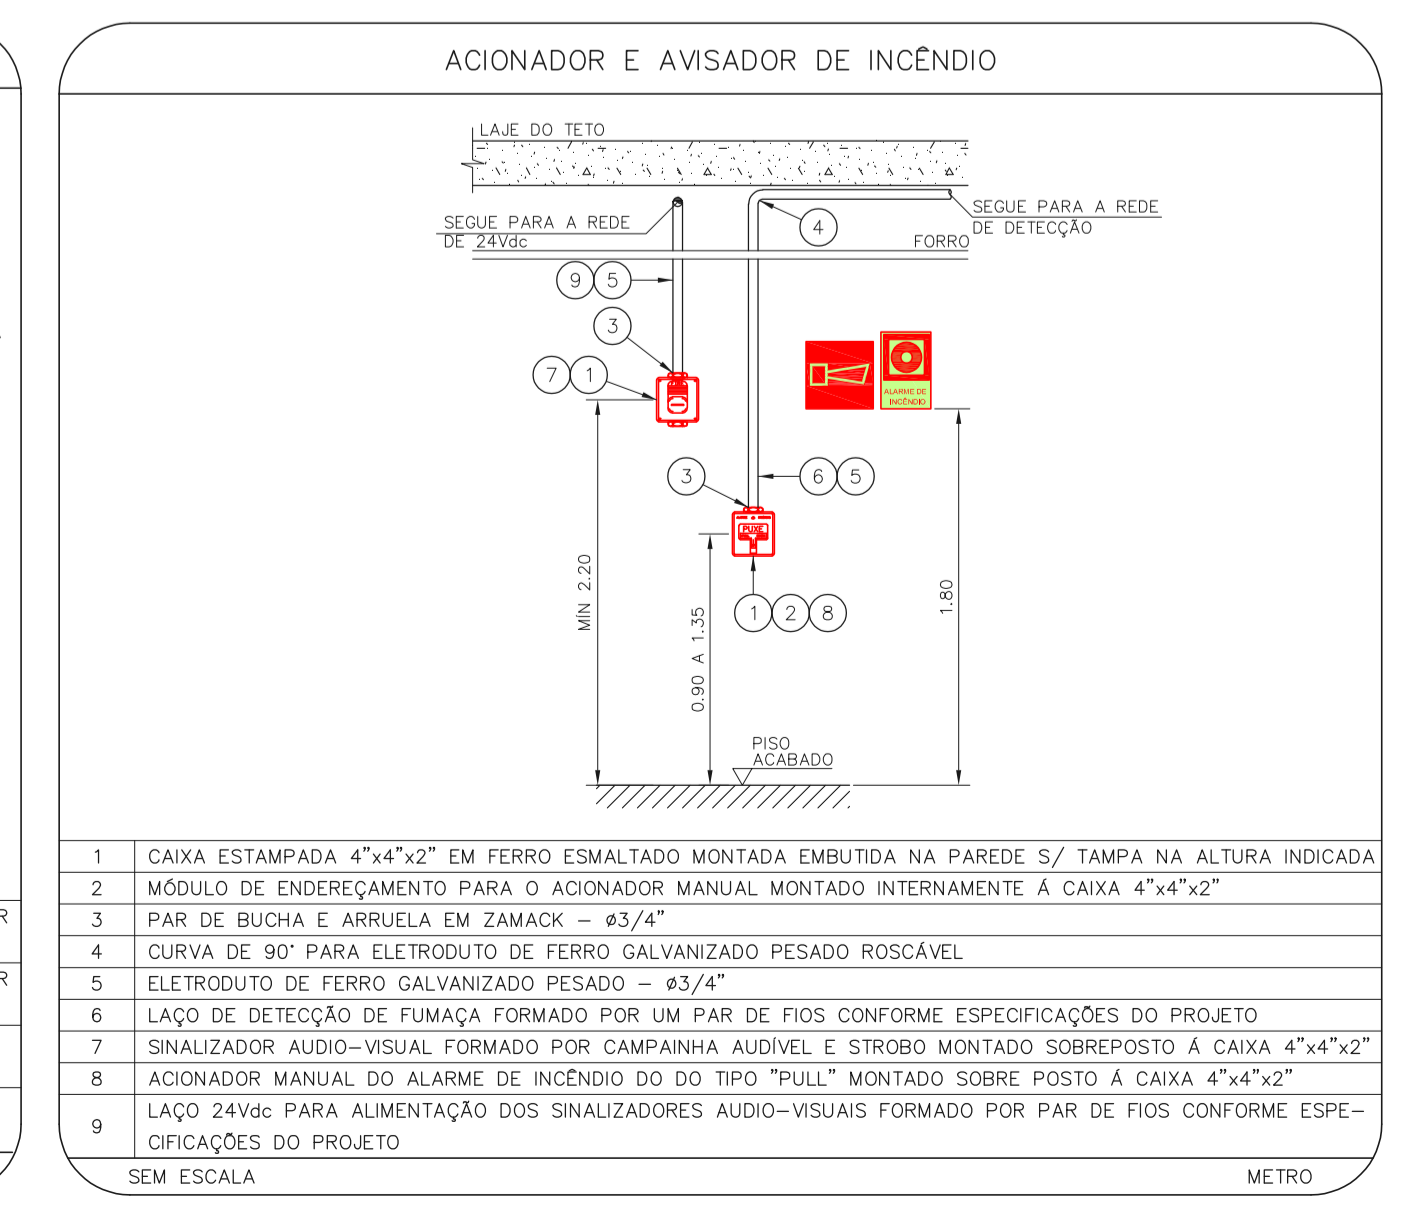 ACIONADOR E AVISADOR DE INCÊNDIO
LAJE DO TETO
SEGUE PARA A REDE
DE 24Vdc
SEGUE PARA A REDE
DE DETECÇÃO
4
FORRO
9 5
3
7 1
ALARME DE
INCÊNDIO
3
6 5
PUXE
MÍN 2.20
0.90 A 1.35
1.80
1 2 8
PISO
ACABADO
1 CAIXA ESTAMPADA 4"x4"x2" EM FERRO ESMALTADO MONTADA EMBUTIDA NA PAREDE S/ TAMPA NA ALTURA INDICADA
2 MÓDULO DE ENDEREÇAMENTO PARA O ACIONADOR MANUAL MONTADO INTERNAMENTE Á CAIXA 4"x4"x2"
3 PAR DE BUCHA E ARRUELA EM ZAMACK – ø3/4"
4 CURVA DE 90° PARA ELETRODUTO DE FERRO GALVANIZADO PESADO ROSCÁVEL
5 ELETRODUTO DE FERRO GALVANIZADO PESADO – ø3/4"
6 LAÇO DE DETECÇÃO DE FUMAÇA FORMADO POR UM PAR DE FIOS CONFORME ESPECIFICAÇÕES DO PROJETO
7 SINALIZADOR AUDIO–VISUAL FORMADO POR CAMPAINHA AUDÍVEL E STROBO MONTADO SOBREPOSTO Á CAIXA 4"x4"x2"
8 ACIONADOR MANUAL DO ALARME DE INCÊNDIO DO DO TIPO "PULL" MONTADO SOBRE POSTO Á CAIXA 4"x4"x2"
9 LAÇO 24Vdc PARA ALIMENTAÇÃO DOS SINALIZADORES AUDIO–VISUAIS FORMADO POR PAR DE FIOS CONFORME ESPE–
CIFICAÇÕES DO PROJETO
SEM ESCALA
METRO
R
R